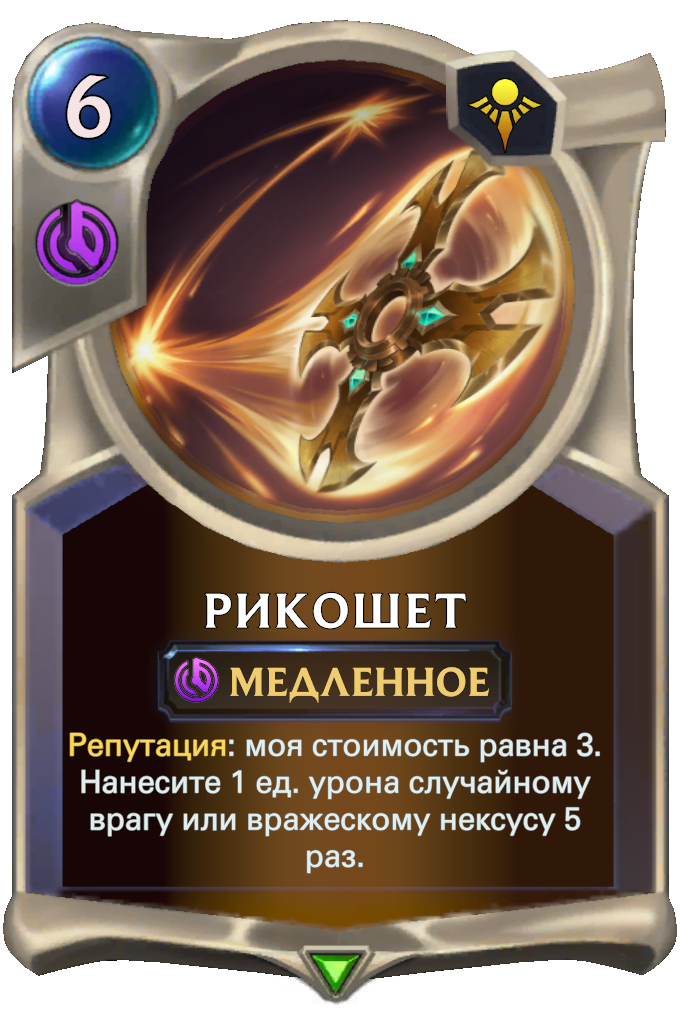 6
РИКОШЕТ
МЕДЛЕННОЕ
Репутация: моя стоимость равна 3.
Нанесите 1 ед. урона случайному
врагу или вражескому нексусу 5
раз.